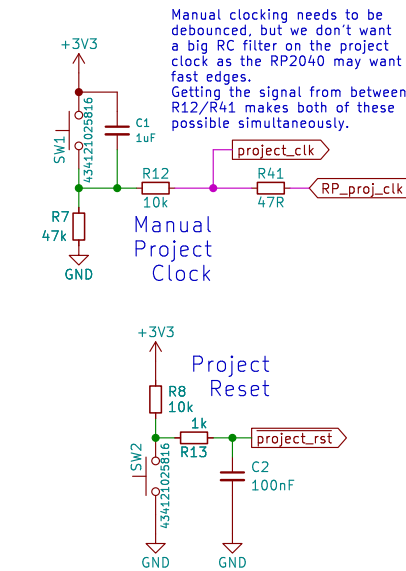 Manual clocking needs to be
debounced, but we don't want
a big RC filter on the project
clock as the RP2040 may want
fast edges.
Getting the signal from between
R12/R41 makes both of these
possible simultaneously.
+3V3
SW1
434121025816
C1
1uF
project_clk
R12
10k
R41
47R
RP_proj_clk
R7
47k
GND
Manual
Project
Clock
+3V3
Project
Reset
R8
10k
1k
R13
project_rst
SW2
434121025816
C2
100nF
GND
GND